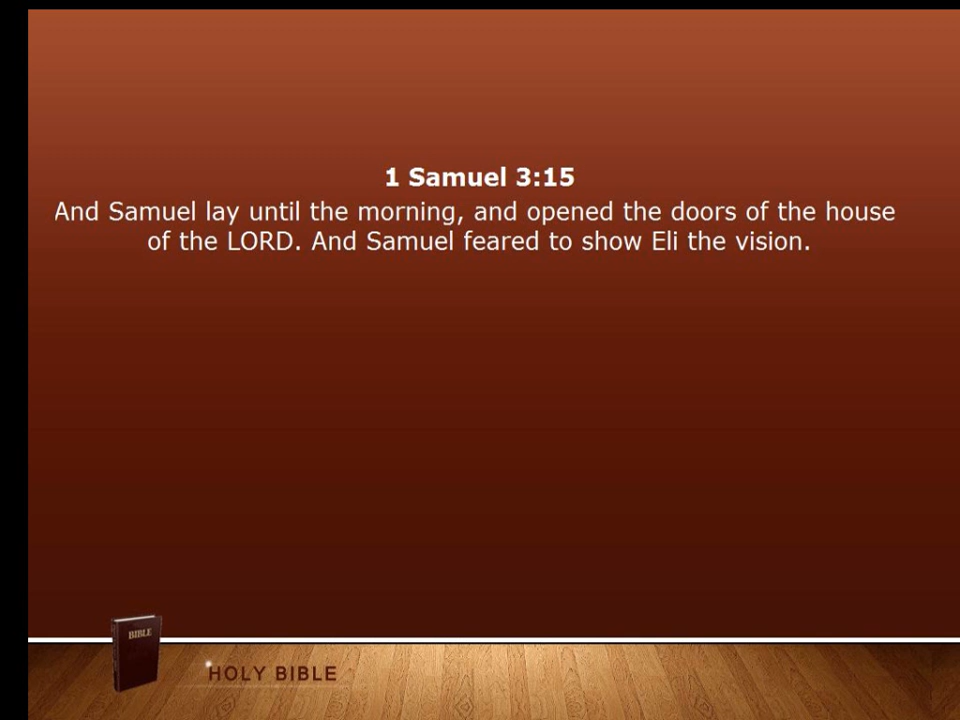 1 Samuel 3:15
And Samuel lay until the morning, and opened the doors of the house
of the LORD. And Samuel feared to show Eli the vision.
BIBLE
HOLY BIBLE